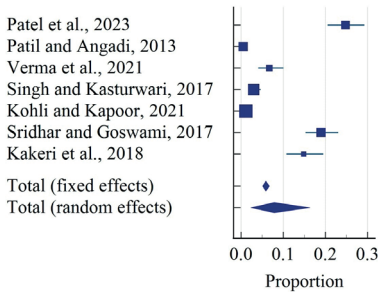 Patel et al., 2023
Patil and Angadi, 2013
Verma et al., 2021
Singh and Kasturwari, 2017
Kohli and Kapoor, 2021
Sridhar and Goswami, 2017
Kakeri et al., 2018
Total (fixed effects)
Total (random effects)
0.0 0.1 0.2 0.3
Proportion